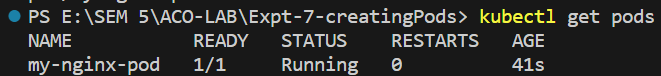 PS E:\SEM 5\ACO-LAB\Expt-7-creatingPods> kubectl get pods
NAME           READY   STATUS    RESTARTS   AGE
my-nginx-pod   1/1     Running   0          41s